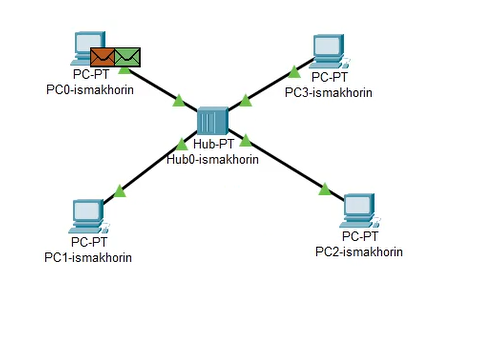 PC-PT
PC0-ismakhorin
PC-PT
PC3-ismakhorin
Hub-PT
Hub0-ismakhorin
PC-PT
PC1-ismakhorin
PC-PT
PC2-ismakhorin